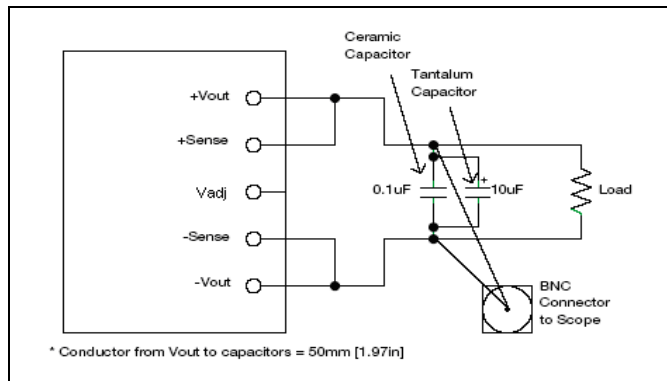 Ceramic
Capacitor
Tantalum
Capacitor
+Vout
+Sense
Vadj
-Sense
-Vout
0.1uF
+
10uF
Load
BNC
Connector
to Scope
* Conductor from Vout to capacitors = 50mm [1.97in]